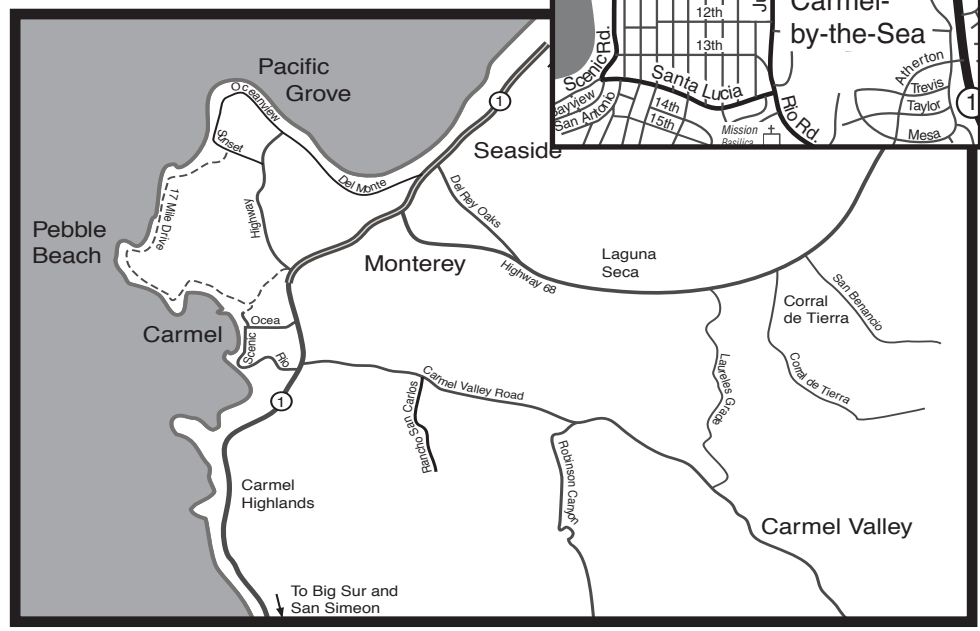 12th
13th
Carmel-
by-the-Sea
Scenic Rd.
Santa Lucia
14th
15th
San Antonio
Mission
Basilica
Rio Rd.
Atherton
Trevis
Taylor
Mesa
1
Pacific
Grove
Oceanview
Sunset
1
Seaside
Del Monte
Del Rey Oaks
17 Mile Drive
Highway
Pebble
Beach
Monterey
Laguna
Seca
Highway 68
San Benancio
Corral
de Tierra
Carmel
Ocea
Scenic
Rio
Corral de Tierra
Laureles Grade
Carmel Valley Road
1
Rancho San Carlos
Robinson Canyon
Carmel
Highlands
Carmel Valley
To Big Sur and
San Simeon